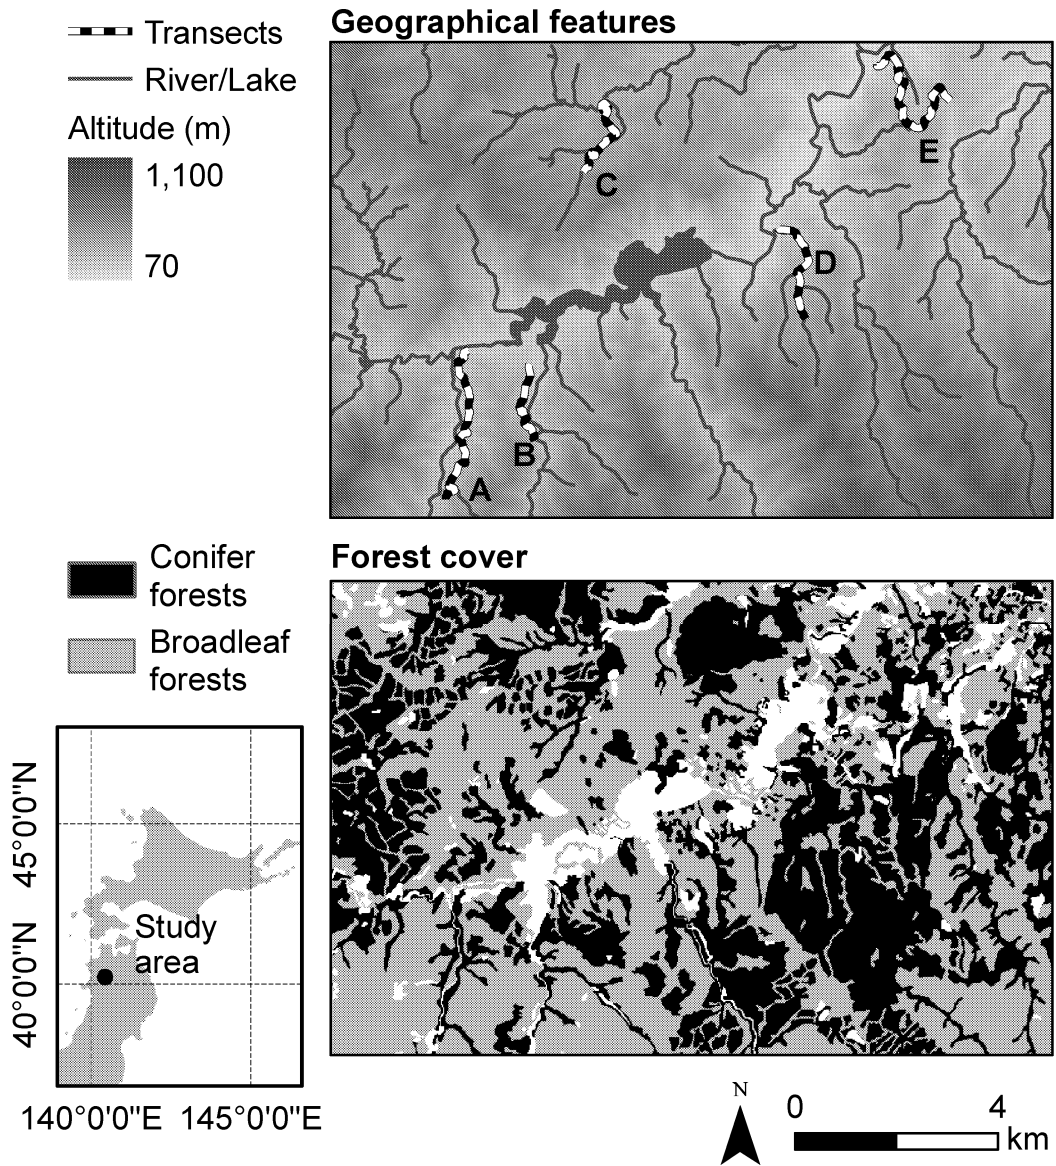 Geographical features
Transects
River/Lake
Altitude (m)
1,100
70
A
B
C
D
E
Forest cover
Conifer
forests
Broadleaf
forests
45°0'0"N
40°0'0"N
Study
area
140°0'0"E
145°0'0"E
N
0
4
km